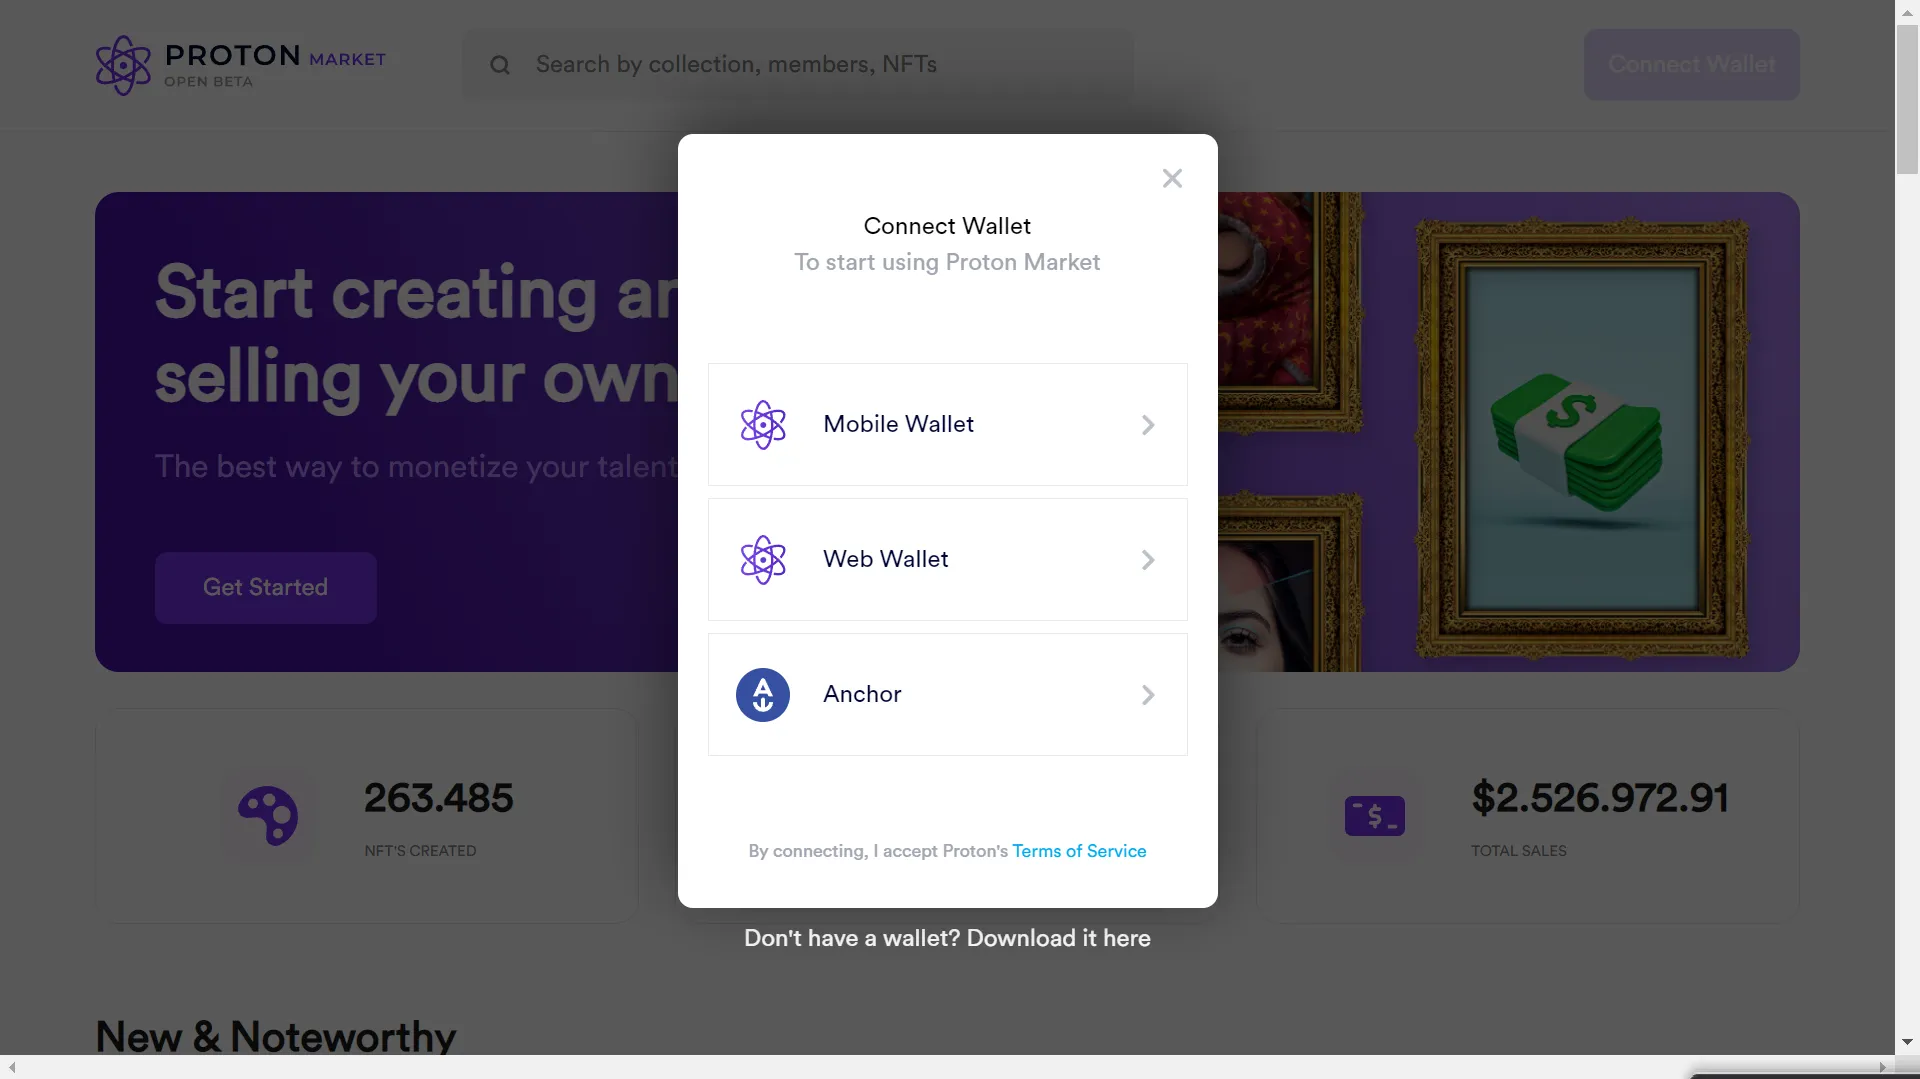 PROTON MARKET
OPEN BETA
Search by collection, members, NFTs
Connect Wallet
Connect Wallet
To start using Proton Market
Start creating
selling your own
The best way to monetize your talent
Get Started
Mobile Wallet
Web Wallet
Anchor
263.485
NFT'S CREATED
$2.526.972.91
TOTAL SALES
By connecting, I accept Proton's Terms of Service
Don't have a wallet? Download it here
New & Noteworthy